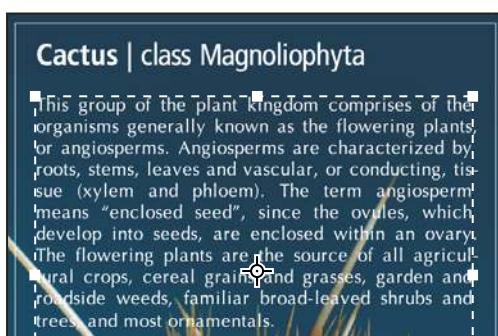 Cactus | class Magnoliophyta
This group of the plant kingdom comprises of the
organisms generally known as the flowering plants,
or angiosperms. Angiosperms are characterized by
roots, stems, leaves and vascular, or conducting, tis-
sue (xylem and phloem). The term angiosperm
means “enclosed seed”, since the ovules, which
develop into seeds, are enclosed within an ovary.
The flowering plants are the source of all agricul-
tural crops, cereal grains and grasses, garden and
roadside weeds, familiar broad-leaved shrubs and
trees, and most ornamentals.